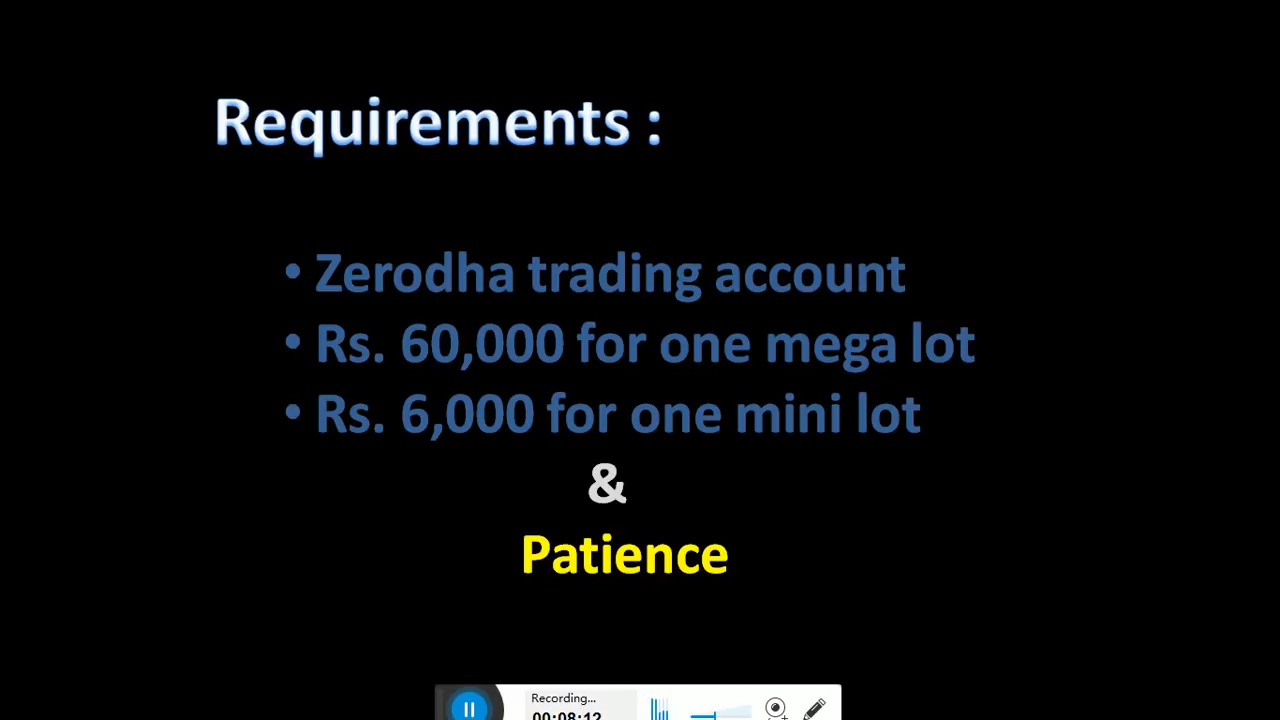 Requirements :
• Zerodha trading account
• Rs. 60,000 for one mega lot
• Rs. 6,000 for one mini lot
&
Patience
Recording...
00:08:12